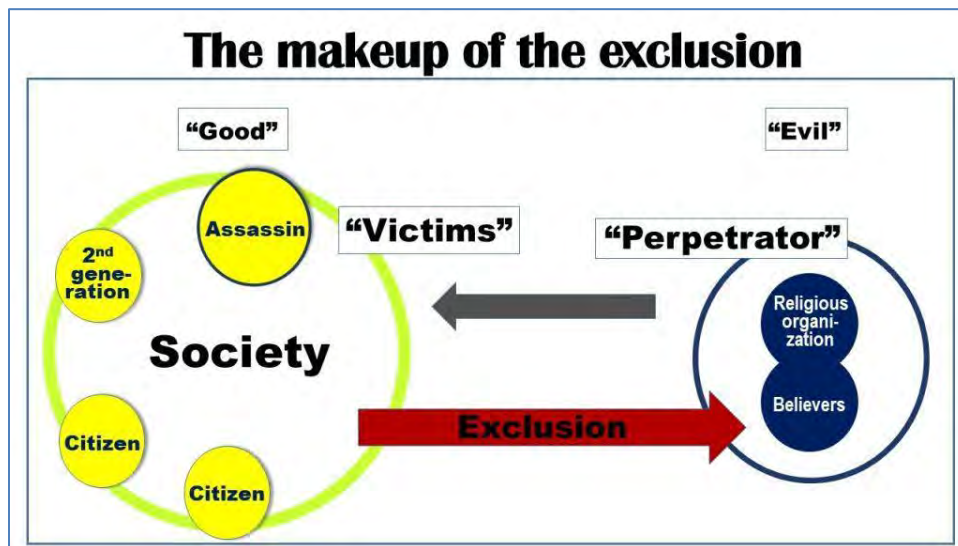 The makeup of the exclusion
“Good”
“Evil”
Assassin
“Victims”
“Perpetrator”
2nd
gene-
ration
Religious
organi-
zation
Society
Believers
Citizen
Exclusion
Citizen